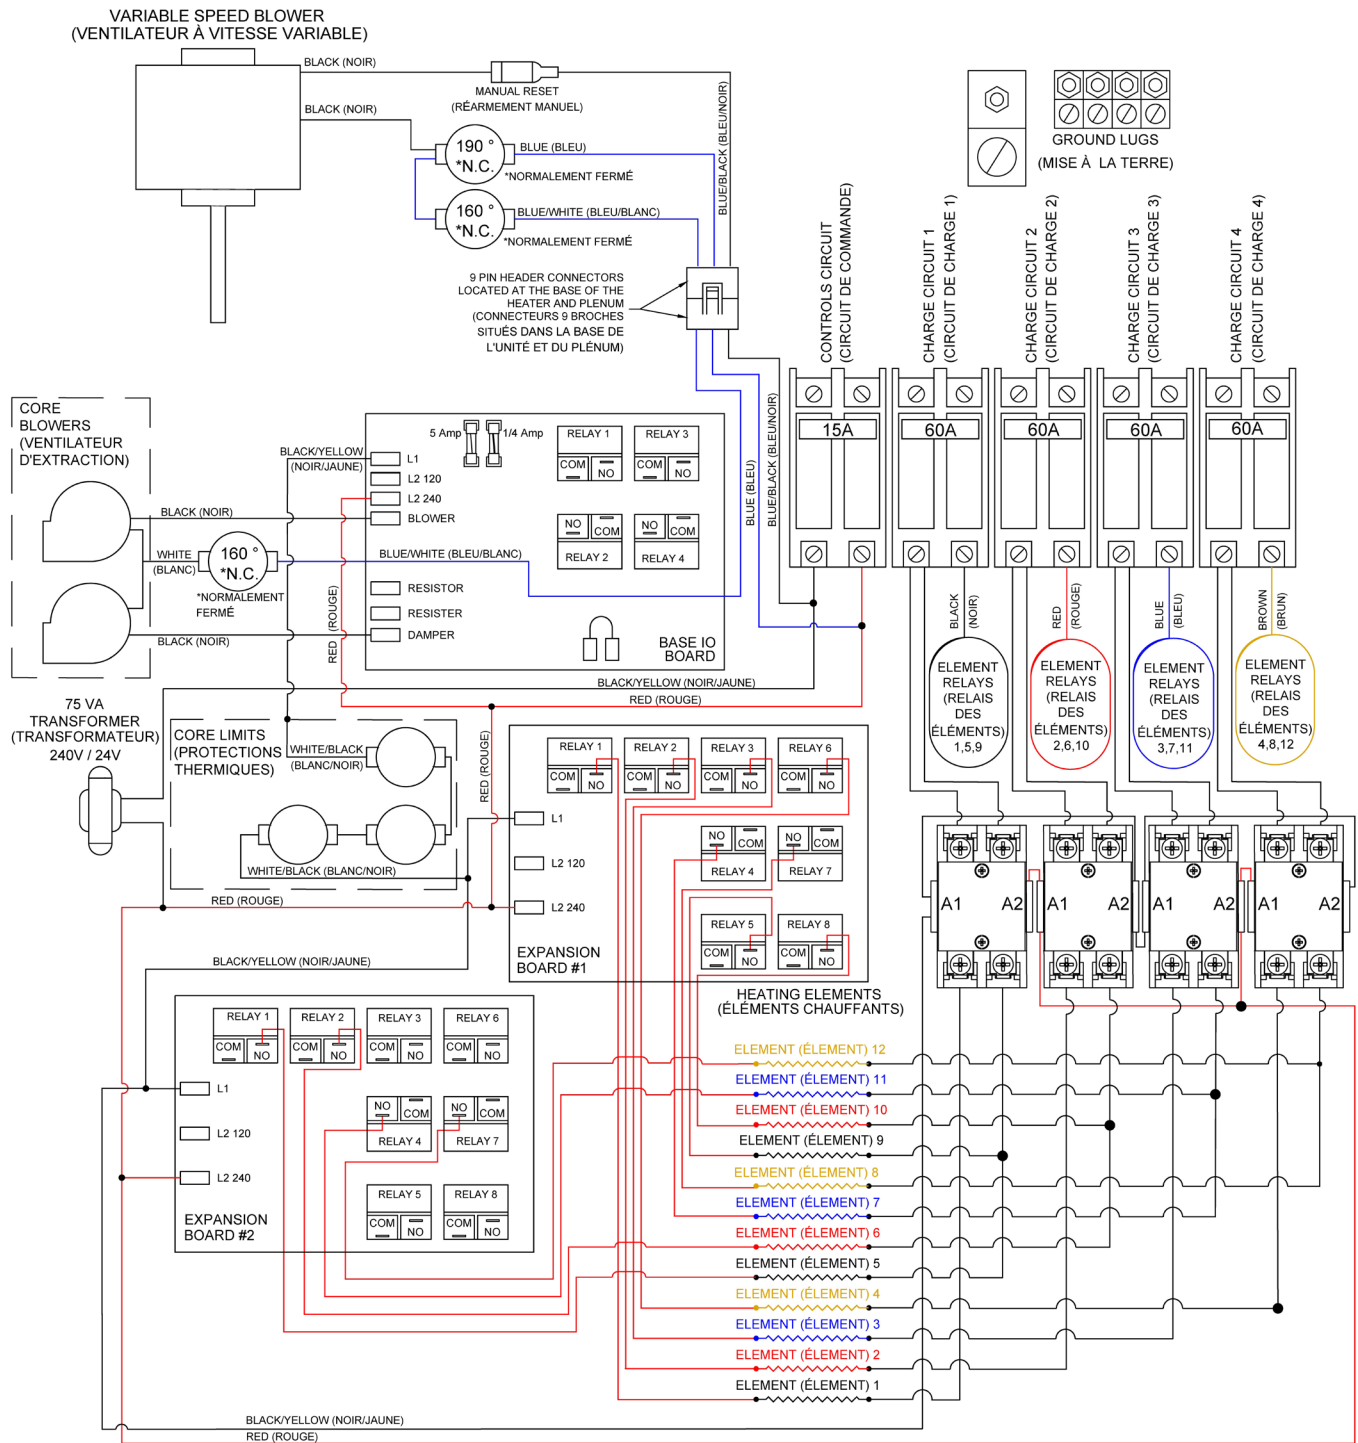 VARIABLE SPEED BLOWER
(VENTILATEUR À VITESSE VARIABLE)
BLACK (NOIR)
MANUAL RESET
(RÉARMEMENT MANUEL)
BLACK (NOIR)
190 °
*N.C.
BLUE (BLEU)
*NORMALEMENT FERMÉ
160 °
*N.C.
BLUE/WHITE (BLEU/BLANC)
*NORMALEMENT FERMÉ
BLUE/BLACK (BLEU/NOIR)
GROUND LUGS
(MISE À LA TERRE)
9 PIN HEADER CONNECTORS
LOCATED AT THE BASE OF THE
HEATER AND PLENUM
(CONNECTEURS 9 BROCHES
SITUÉS DANS LA BASE DE
L'UNITÉ ET DU PLÉNUM)
CONTROLS CIRCUIT
(CIRCUIT DE COMMANDE)
CHARGE CIRCUIT 1
(CIRCUIT DE CHARGE 1)
CHARGE CIRCUIT 2
(CIRCUIT DE CHARGE 2)
CHARGE CIRCUIT 3
(CIRCUIT DE CHARGE 3)
CHARGE CIRCUIT 4
(CIRCUIT DE CHARGE 4)
15A
60A
60A
60A
60A
BLUE (BLEU)
BLUE/BLACK (BLEU/NOIR)
CORE
BLOWERS
(VENTILATEUR
D'EXTRACTION)
BLACK (NOIR)
WHITE
(BLANC)
160 °
*N.C.
*NORMALEMENT
FERMÉ
BLACK (NOIR)
BLACK/YELLOW
(NOIR/JAUNE)
RED (ROUGE)
BLUE/WHITE (BLEU/BLANC)
5 Amp
1/4 Amp
L1
L2 120
L2 240
BLOWER
RESISTOR
RESISTER
DAMPER
RELAY 1
COM
NO
RELAY 3
COM
NO
NO
COM
RELAY 2
NO
COM
RELAY 4
BASE IO
BOARD
BLACK/YELLOW (NOIR/JAUNE)
RED (ROUGE)
BLACK
(NOIR)
RED
(ROUGE)
BLUE
(BLEU)
BROWN
(BRUN)
ELEMENT
RELAYS
(RELAIS
DES
ÉLÉMENTS)
1,5,9
ELEMENT
RELAYS
(RELAIS
DES
ÉLÉMENTS)
2,6,10
ELEMENT
RELAYS
(RELAIS
DES
ÉLÉMENTS)
3,7,11
ELEMENT
RELAYS
(RELAIS
DES
ÉLÉMENTS)
4,8,12
75 VA
TRANSFORMER
(TRANSFORMATEUR)
240V / 24V
CORE LIMITS
(PROTECTIONS
THERMIQUES)
WHITE/BLACK
(BLANC/NOIR)
WHITE/BLACK (BLANC/NOIR)
RED (ROUGE)
RED (ROUGE)
BLACK/YELLOW (NOIR/JAUNE)
RELAY 1
COM
NO
RELAY 2
COM
NO
RELAY 3
COM
NO
RELAY 6
COM
NO
L1
L2 120
L2 240
NO
COM
RELAY 4
NO
COM
RELAY 7
RELAY 5
COM
NO
RELAY 8
COM
NO
EXPANSION
BOARD #1
A1
A2
A1
A2
A1
A2
A1
A2
RELAY 1
COM
NO
RELAY 2
COM
NO
RELAY 3
COM
NO
RELAY 6
COM
NO
L1
L2 120
L2 240
NO
COM
RELAY 4
NO
COM
RELAY 7
RELAY 5
COM
NO
RELAY 8
COM
NO
EXPANSION
BOARD #2
HEATING ELEMENTS
(ÉLÉMENTS CHAUFFANTS)
ELEMENT (ÉLEMENT) 12
ELEMENT (ÉLEMENT) 11
ELEMENT (ÉLEMENT) 10
ELEMENT (ÉLEMENT) 9
ELEMENT (ÉLEMENT) 8
ELEMENT (ÉLEMENT) 7
ELEMENT (ÉLEMENT) 6
ELEMENT (ÉLEMENT) 5
ELEMENT (ÉLEMENT) 4
ELEMENT (ÉLEMENT) 3
ELEMENT (ÉLEMENT) 2
ELEMENT (ÉLEMENT) 1
BLACK/YELLOW (NOIR/JAUNE)
RED (ROUGE)